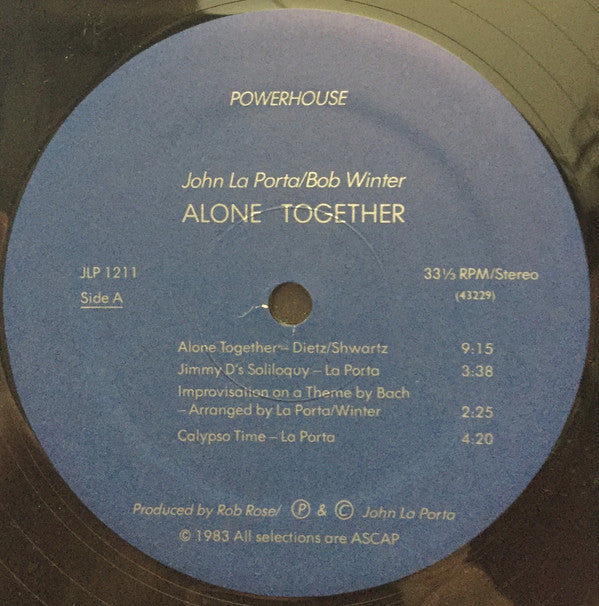 POWERHOUSE
John La Porta/Bob Winter
ALONE TOGETHER
JLP 1211
33⅓ RPM/Stereo
Side A
(43229)
Alone Together – Dietz/Shwartz 9:15
Jimmy D's Soliloquy – La Porta 3:38
Improvisation on a Theme by Bach
– Arranged by La Porta/Winter 2:25
Calypso Time – La Porta 4:20
Produced by Rob Rose/ Ⓟ & © John La Porta
© 1983 All selections are ASCAP